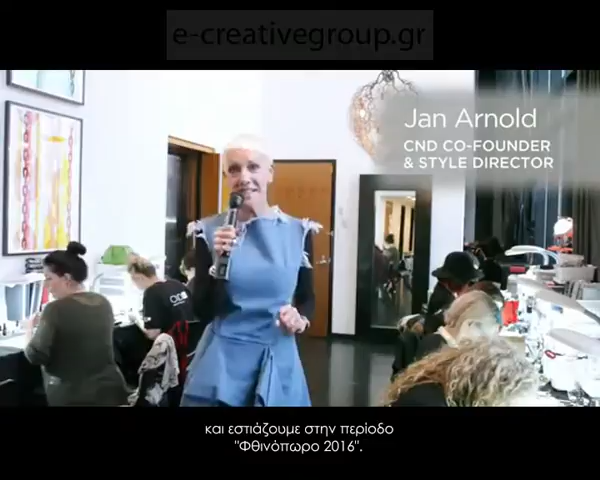 e-creativegroup.gr
Jan Arnold
CND CO-FOUNDER
& STYLE DIRECTOR
και εστιάζουμε στην περίοδο
"Φθινόπωρο 2016".